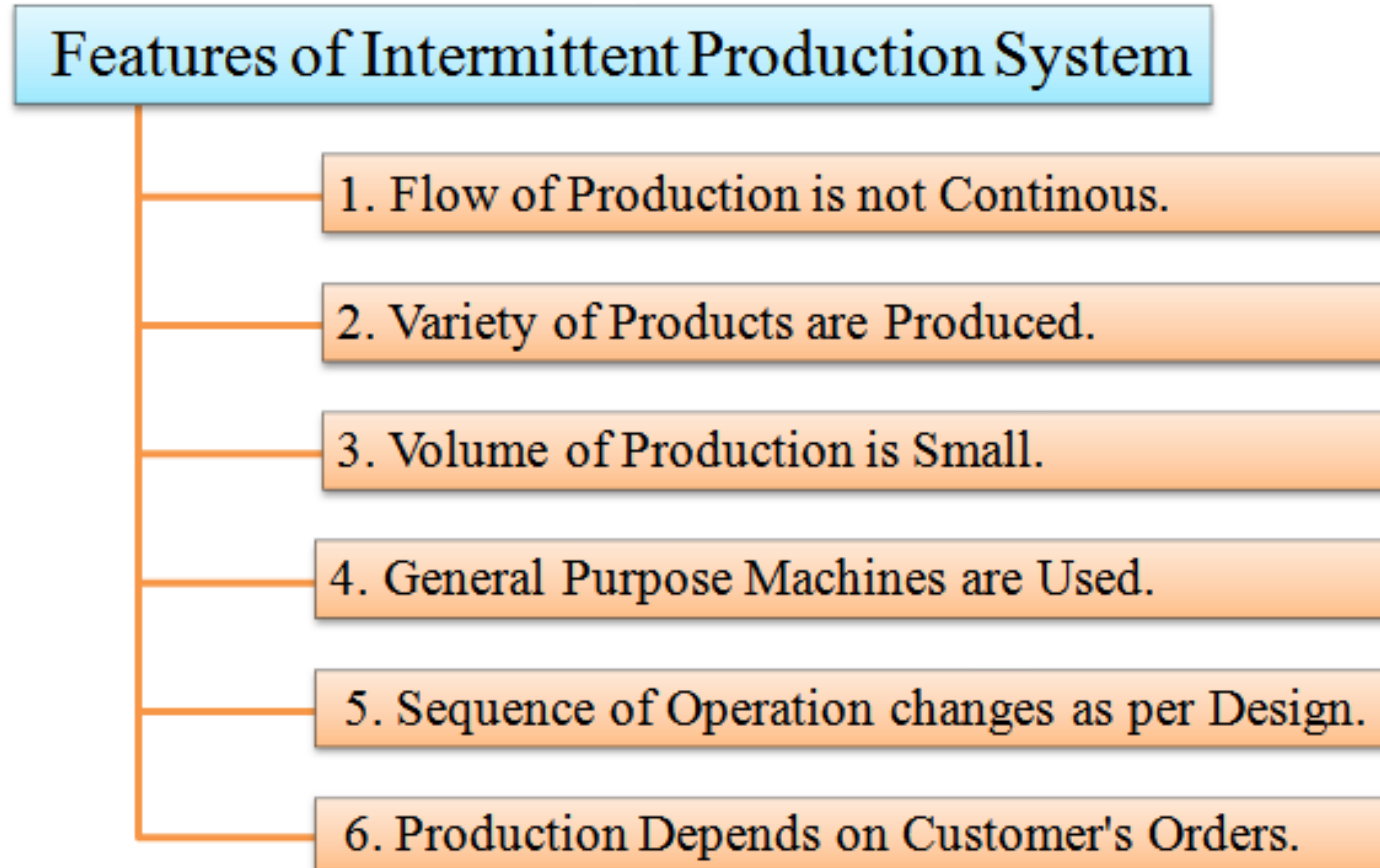 Features of Intermittent Production System
1. Flow of Production is not Continous.
2. Variety of Products are Produced.
3. Volume of Production is Small.
4. General Purpose Machines are Used.
5. Sequence of Operation changes as per Design.
6. Production Depends on Customer's Orders.